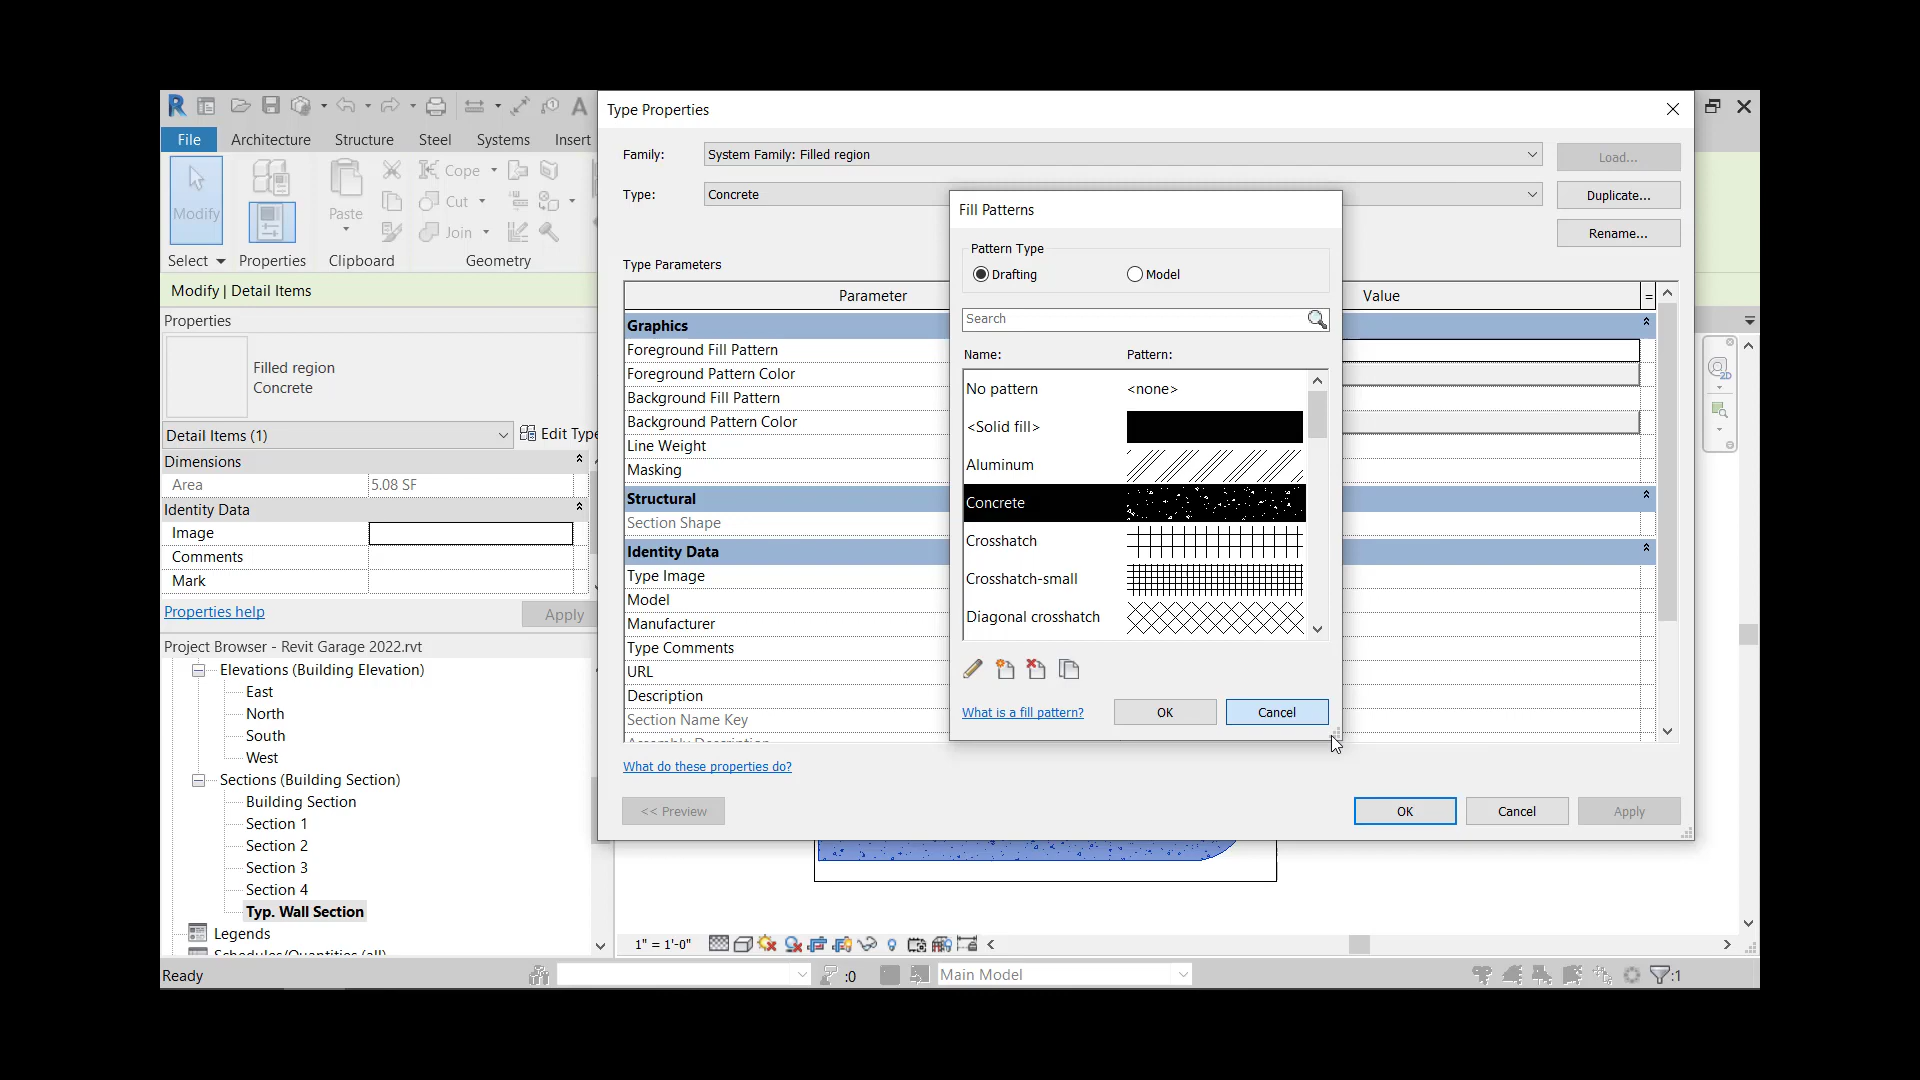 Type Properties
File Architecture Structure Steel Systems Insert
Family: System Family: Filled region Load...
Type: Concrete Duplicate...
Rename...
Modify
Paste
Cope
Cut
Join
Select Properties Clipboard Geometry
Modify | Detail Items
Properties
Filled region
Concrete
Detail Items (1) Edit Type
Dimensions
Area 5.08 SF
Identity Data
Image
Comments
Mark
Properties help Apply
Project Browser - Revit Garage 2022.rvt
Elevations (Building Elevation)
East
North
South
West
Sections (Building Section)
Building Section
Section 1
Section 2
Section 3
Section 4
Typ. Wall Section
Legends
Schedules/Quantities (all)
Type Parameters
Parameter Value =
Graphics
Foreground Fill Pattern
Foreground Pattern Color
Background Fill Pattern
Background Pattern Color
Line Weight
Masking
Structural
Section Shape
Identity Data
Type Image
Model
Manufacturer
Type Comments
URL
Description
Section Name Key
Assembly Description
What do these properties do?
<< Preview OK Cancel Apply
Fill Patterns
Pattern Type
Drafting Model
Search
Name: Pattern:
No pattern <none>
<Solid fill>
Aluminum
Concrete
Crosshatch
Crosshatch-small
Diagonal crosshatch
What is a fill pattern? OK Cancel
2D
1" = 1'-0"
Ready :0 Main Model :1